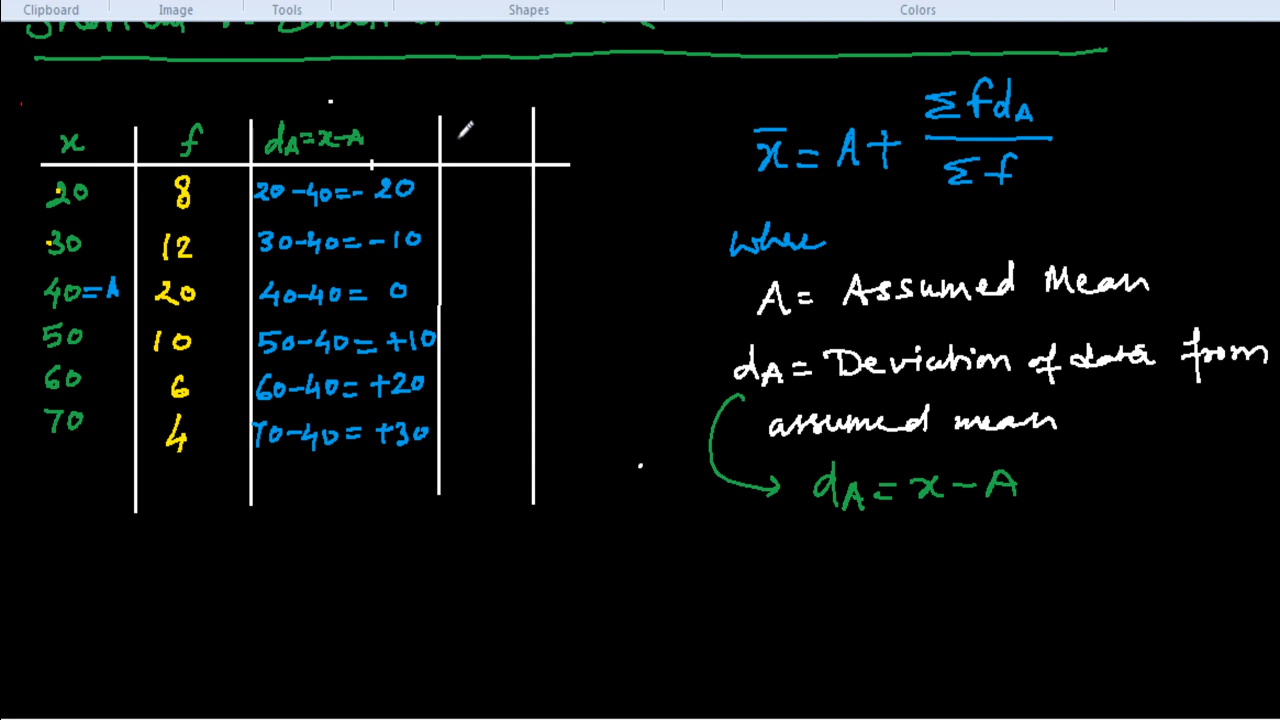 Clipboard Image Tools Shapes Colors
x f dA=x-A
20 8 20-40=-20
30 12 30-40=-10
40=A 20 40-40= 0
50 10 50-40=+10
60 6 60-40=+20
70 4 70-40=+30
x̄ = A + ΣfdA / Σf
where
A = Assumed Mean
dA = Deviation of data from
assumed mean
dA = x - A